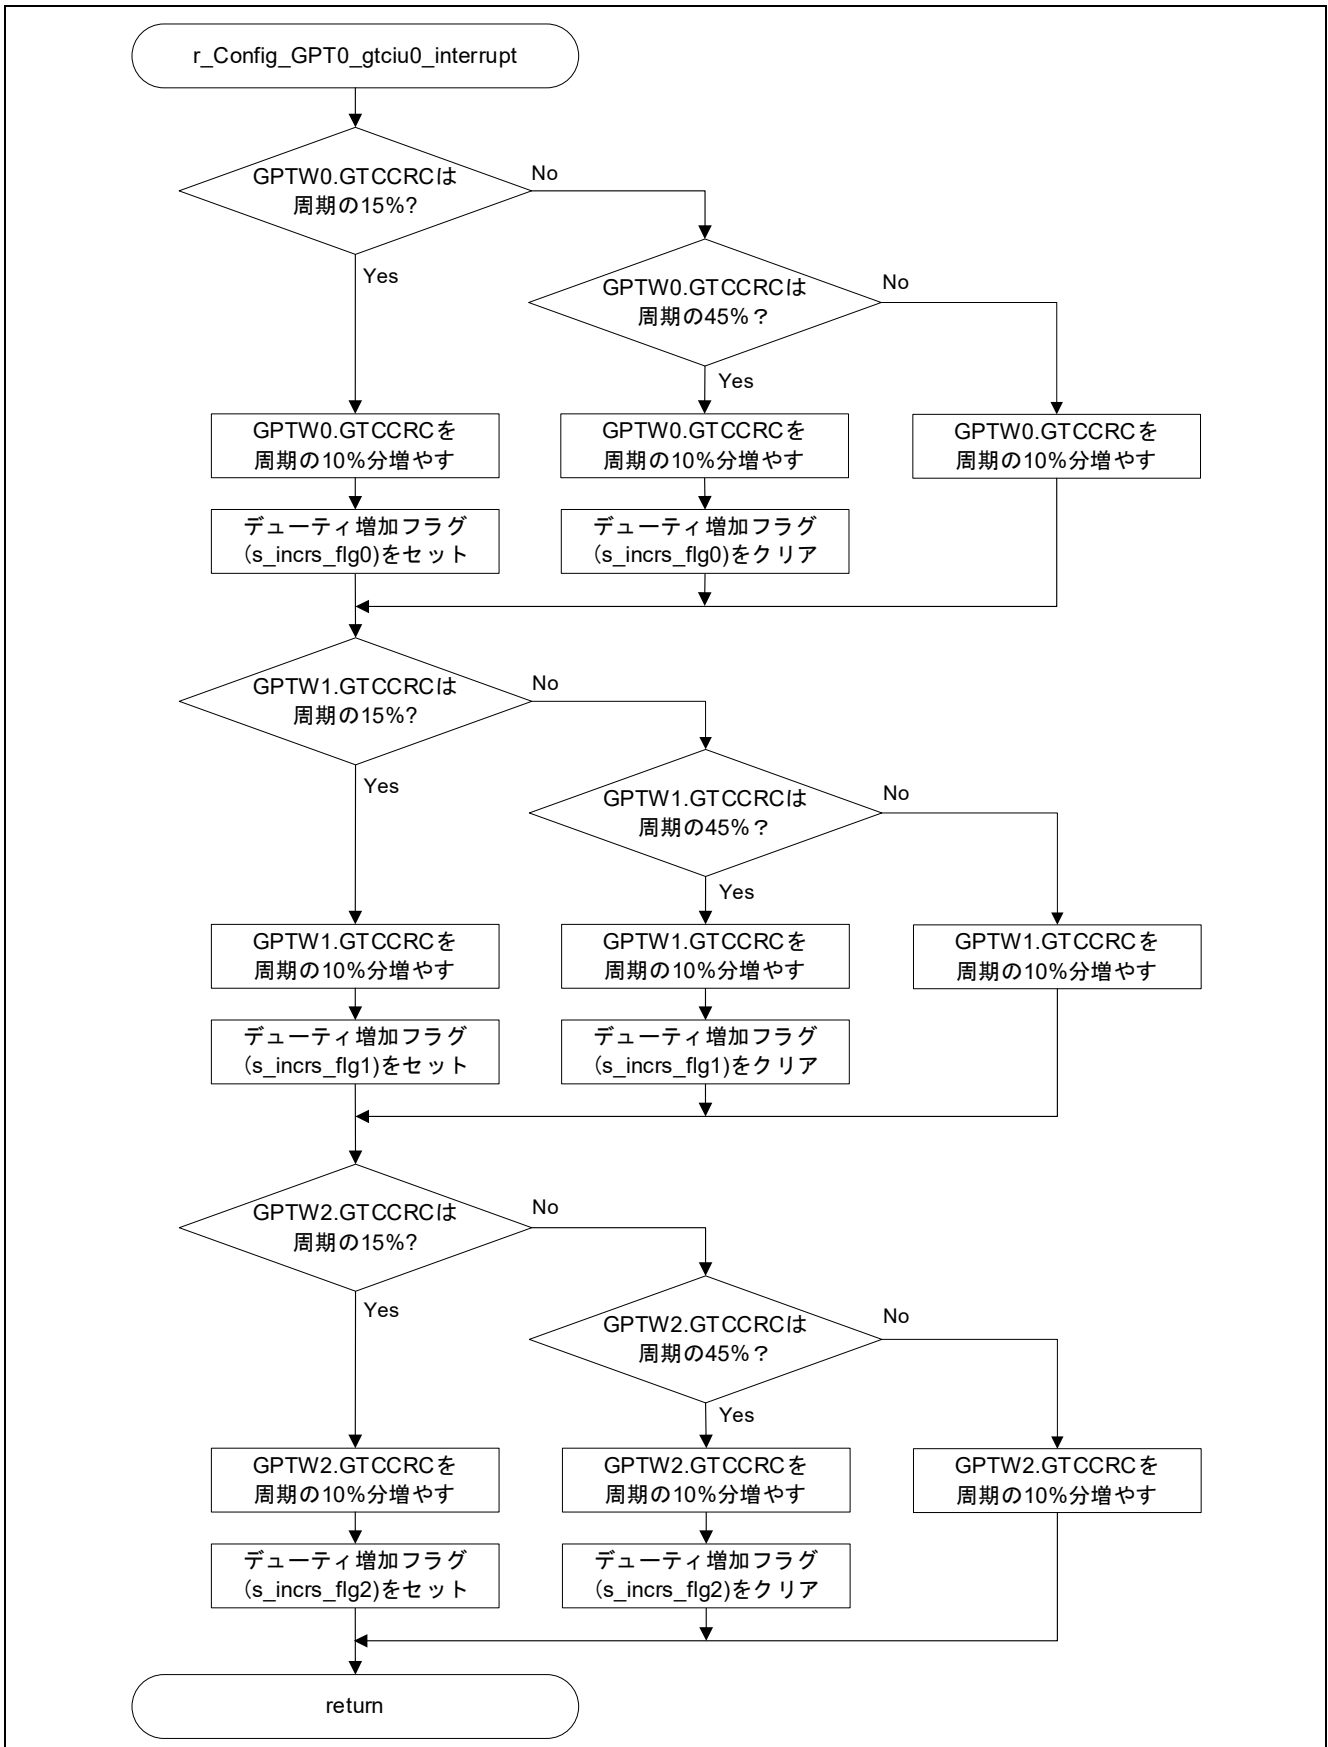 r_Config_GPT0_gtciu0_interrupt
GPTW0.GTCCRCは
周期の15%?
No
Yes
GPTW0.GTCCRCは
周期の45%？
No
Yes
GPTW0.GTCCRCを
周期の10%分増やす
GPTW0.GTCCRCを
周期の10%分増やす
GPTW0.GTCCRCを
周期の10%分増やす
デューティ増加フラグ
（s_incrs_flg0)をセット
デューティ増加フラグ
（s_incrs_flg0)をクリア
GPTW1.GTCCRCは
周期の15%?
No
Yes
GPTW1.GTCCRCは
周期の45%？
No
Yes
GPTW1.GTCCRCを
周期の10%分増やす
GPTW1.GTCCRCを
周期の10%分増やす
GPTW1.GTCCRCを
周期の10%分増やす
デューティ増加フラグ
（s_incrs_flg1)をセット
デューティ増加フラグ
（s_incrs_flg1)をクリア
GPTW2.GTCCRCは
周期の15%?
No
Yes
GPTW2.GTCCRCは
周期の45%？
No
Yes
GPTW2.GTCCRCを
周期の10%分増やす
GPTW2.GTCCRCを
周期の10%分増やす
GPTW2.GTCCRCを
周期の10%分増やす
デューティ増加フラグ
（s_incrs_flg2)をセット
デューティ増加フラグ
（s_incrs_flg2)をクリア
return